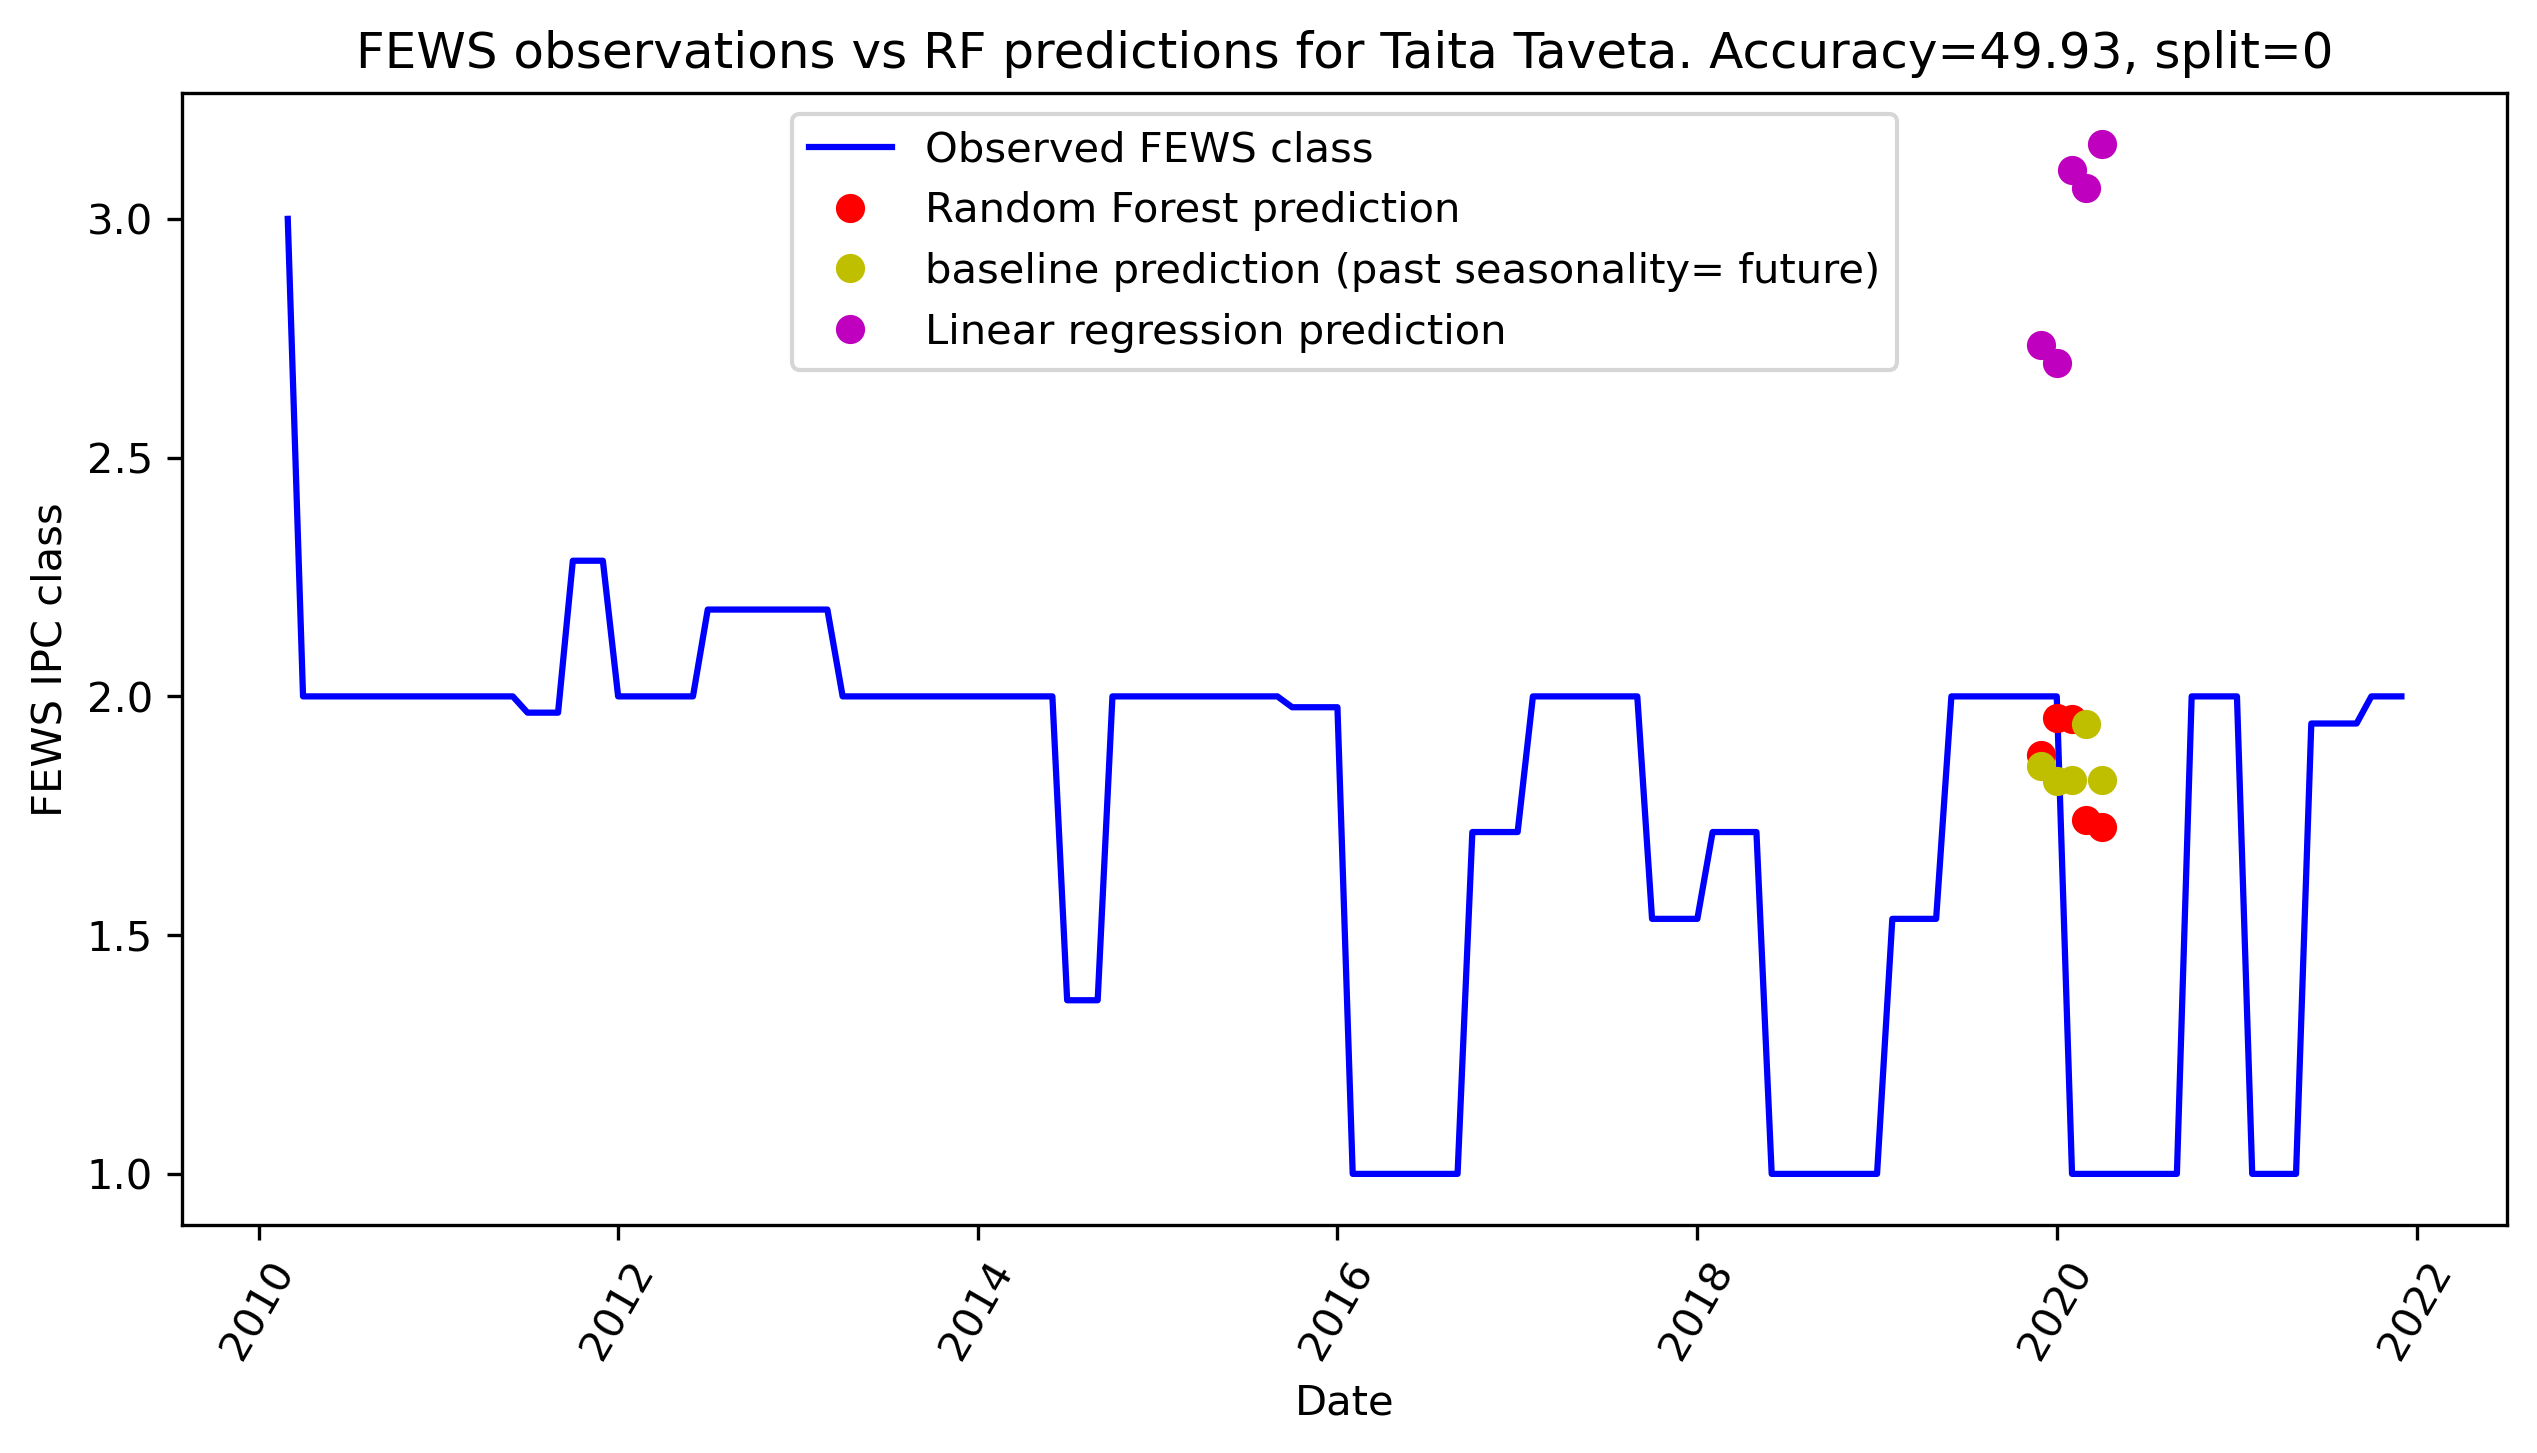 FEWS observations vs RF predictions for Taita Taveta. Accuracy=49.93, split=0
Observed FEWS class
Random Forest prediction
baseline prediction (past seasonality= future)
Linear regression prediction
FEWS IPC class
3.0
2.5
2.0
1.5
1.0
2010
2012
2014
2016
2018
2020
2022
Date